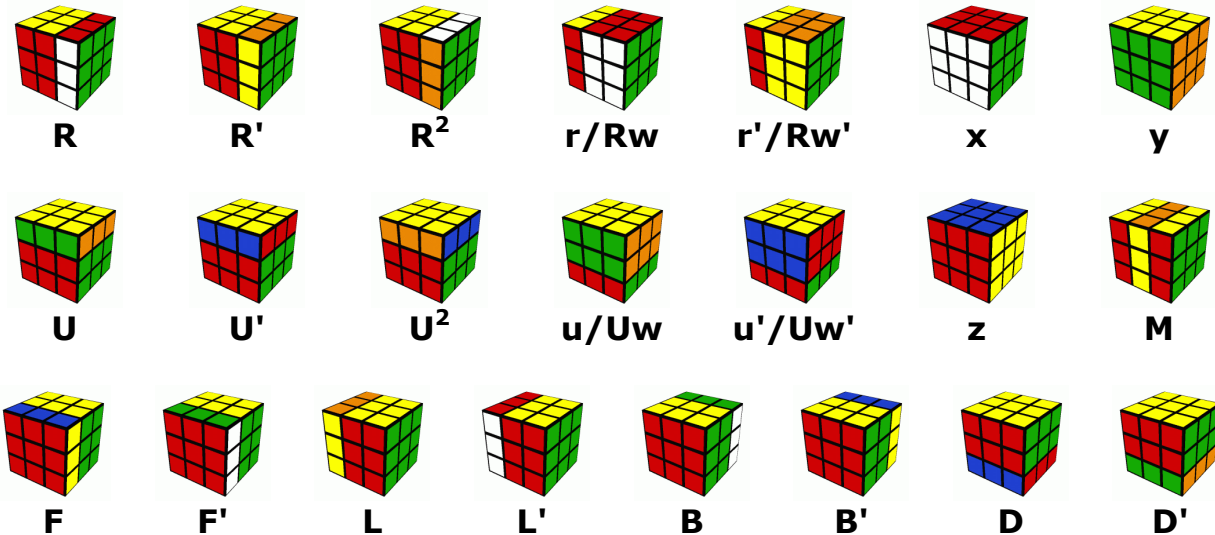 R R' R² r/Rw r'/Rw' x y
U U' U² u/Uw u'/Uw' z M
F F' L L' B B' D D'